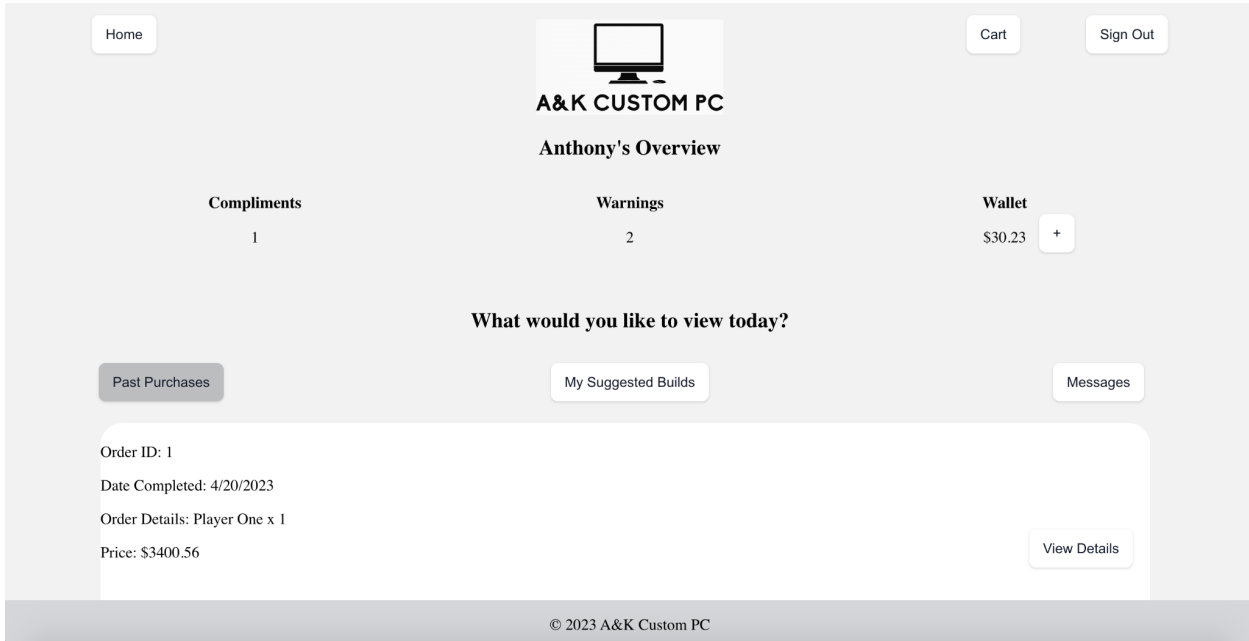 Home
Cart
Sign Out
A&K CUSTOM PC
Anthony's Overview
Compliments
Warnings
Wallet
1
2
$30.23
+
What would you like to view today?
Past Purchases
My Suggested Builds
Messages
Order ID: 1
Date Completed: 4/20/2023
Order Details: Player One x 1
Price: $3400.56
View Details
© 2023 A&K Custom PC